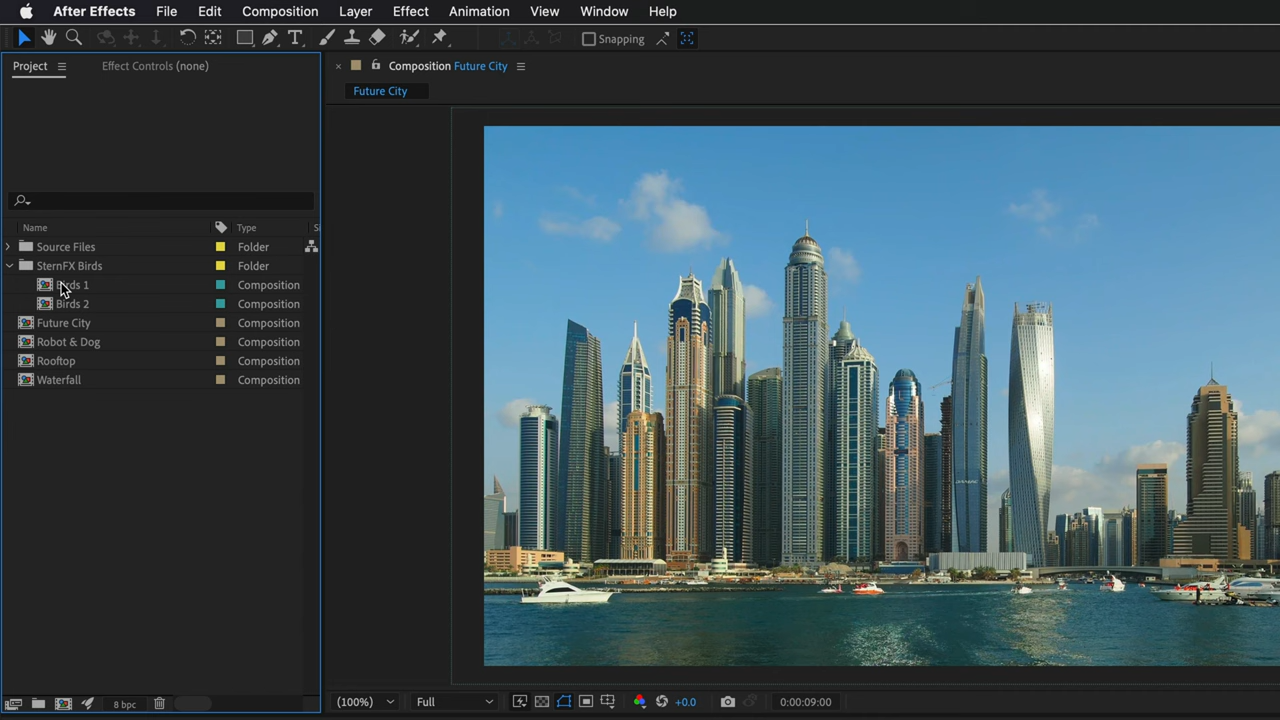 After Effects File Edit Composition Layer Effect Animation View Window Help
Snapping
Project Effect Controls (none)
Composition Future City
Future City
Name Type S
Source Files Folder
SternFX Birds Folder
Birds 1 Composition
Birds 2 Composition
Future City Composition
Robot & Dog Composition
Rooftop Composition
Waterfall Composition
8 bpc
(100%) Full +0.0 0:00:09:00